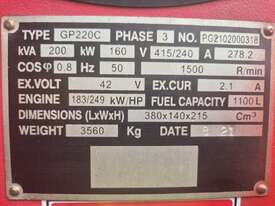 TYPE GP220C PHASE 3 NO. PG2102000318
kVA 200 kW 160 V 415/240 A 278.2
COSφ 0.8 Hz 50 1500 R/min
EX.VOLT 42 V EX.CUR 2.1 A
ENGINE 183/249 kW/HP FUEL CAPACITY 1100 L
DIMENSIONS (LxWxH) 380x140x215 Cm
WEIGHT 3560 Kg DATE